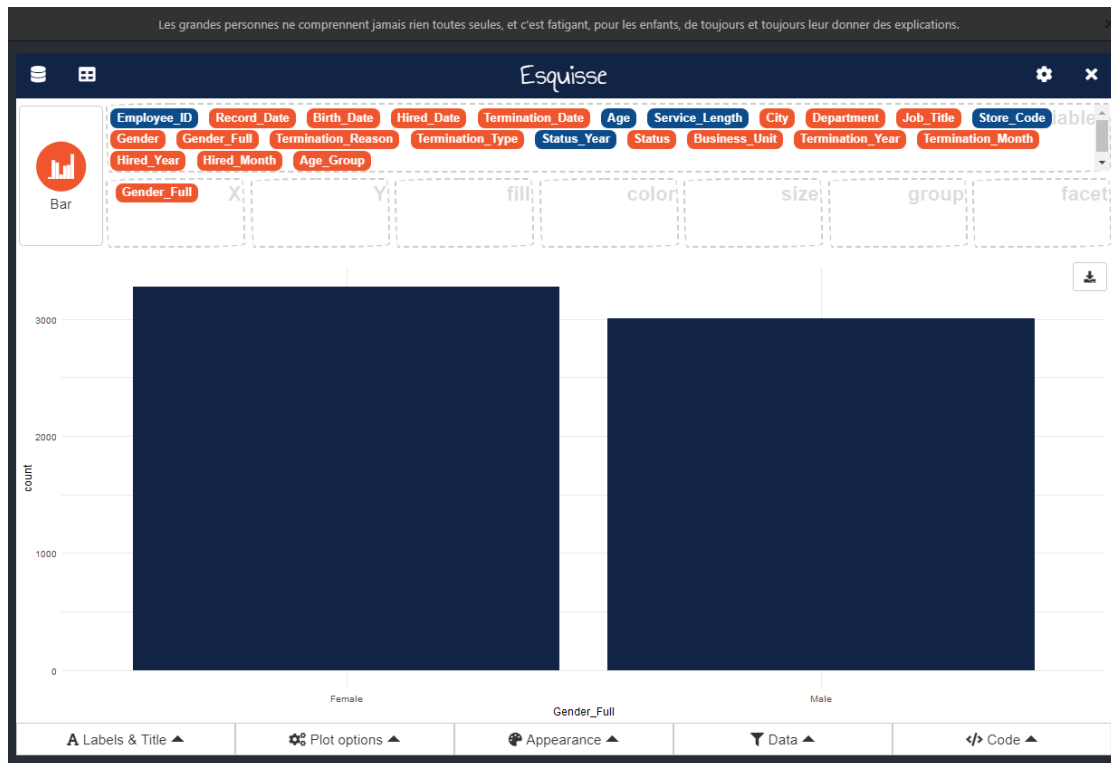 Les grandes personnes ne comprennent jamais rien toutes seules, et c'est fatigant, pour les enfants, de toujours et toujours leur donner des explications.
Esquisse
Employee_ID Record_Date Birth_Date Hired_Date Termination_Date Age Service_Length City Department Job_Title Store_Code
Gender Gender_Full Termination_Reason Termination_Type Status_Year Status Business_Unit Termination_Year Termination_Month
Hired_Year Hired_Month Age_Group
Bar
Gender_Full X Y fill color size group facet
3000
2000
count
1000
0
Female Male
Gender_Full
Labels & Title Plot options Appearance Data </> Code